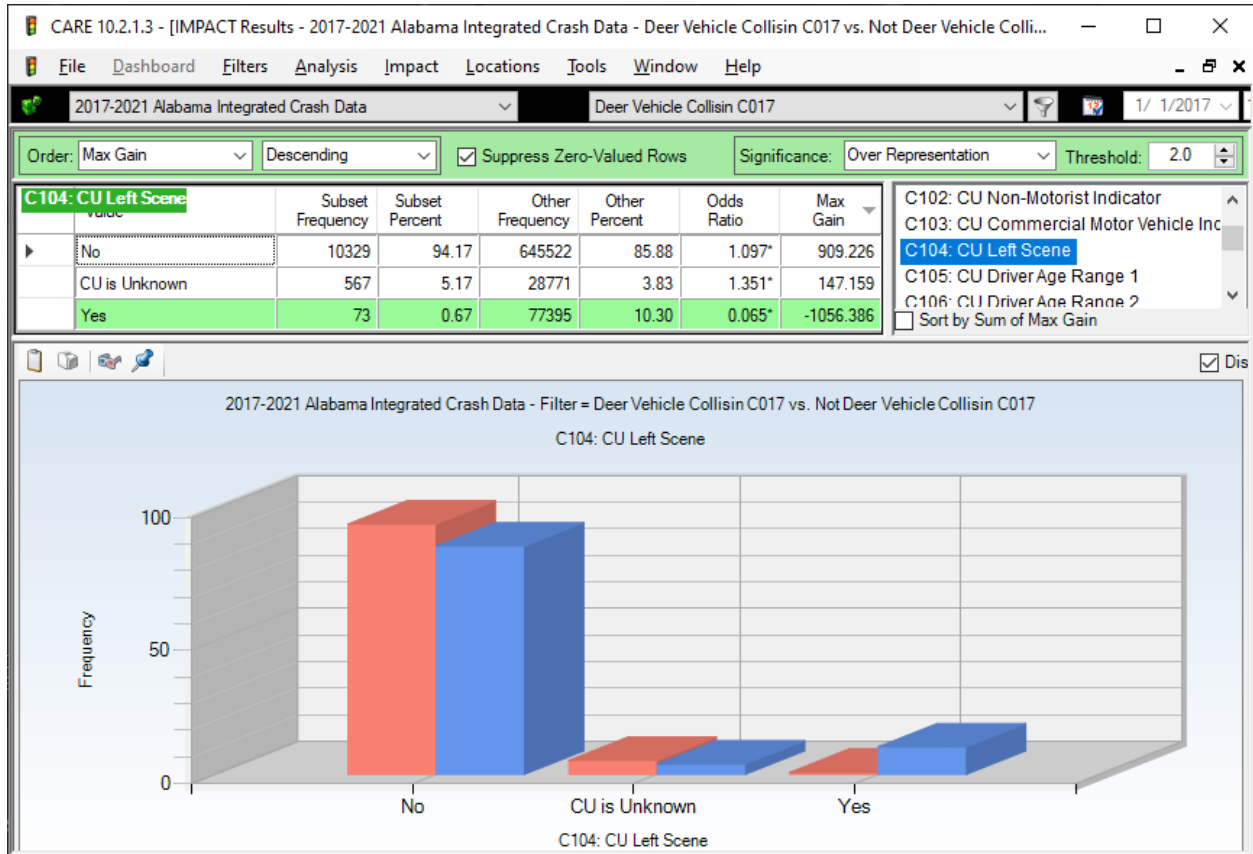 CARE 10.2.1.3 - [IMPACT Results - 2017-2021 Alabama Integrated Crash Data - Deer Vehicle Collisin C017 vs. Not Deer Vehicle Colli...
File Dashboard Filters Analysis Impact Locations Tools Window Help
2017-2021 Alabama Integrated Crash Data Deer Vehicle Collisin C017 1/ 1/2017
Order: Max Gain Descending Suppress Zero-Valued Rows Significance: Over Representation Threshold: 2.0
C104: CU Left Scene Subset Frequency Subset Percent Other Frequency Other Percent Odds Ratio Max Gain
No 10329 94.17 645522 85.88 1.097* 909.226
CU is Unknown 567 5.17 28771 3.83 1.351* 147.159
Yes 73 0.67 77395 10.30 0.065* -1056.386
C102: CU Non-Motorist Indicator
C103: CU Commercial Motor Vehicle Inc
C104: CU Left Scene
C105: CU Driver Age Range 1
C106: CU Driver Age Range 2
Sort by Sum of Max Gain
Dis
2017-2021 Alabama Integrated Crash Data - Filter = Deer Vehicle Collisin C017 vs. Not Deer Vehicle Collisin C017
C104: CU Left Scene
100
50
0
Frequency
No CU is Unknown Yes
C104: CU Left Scene